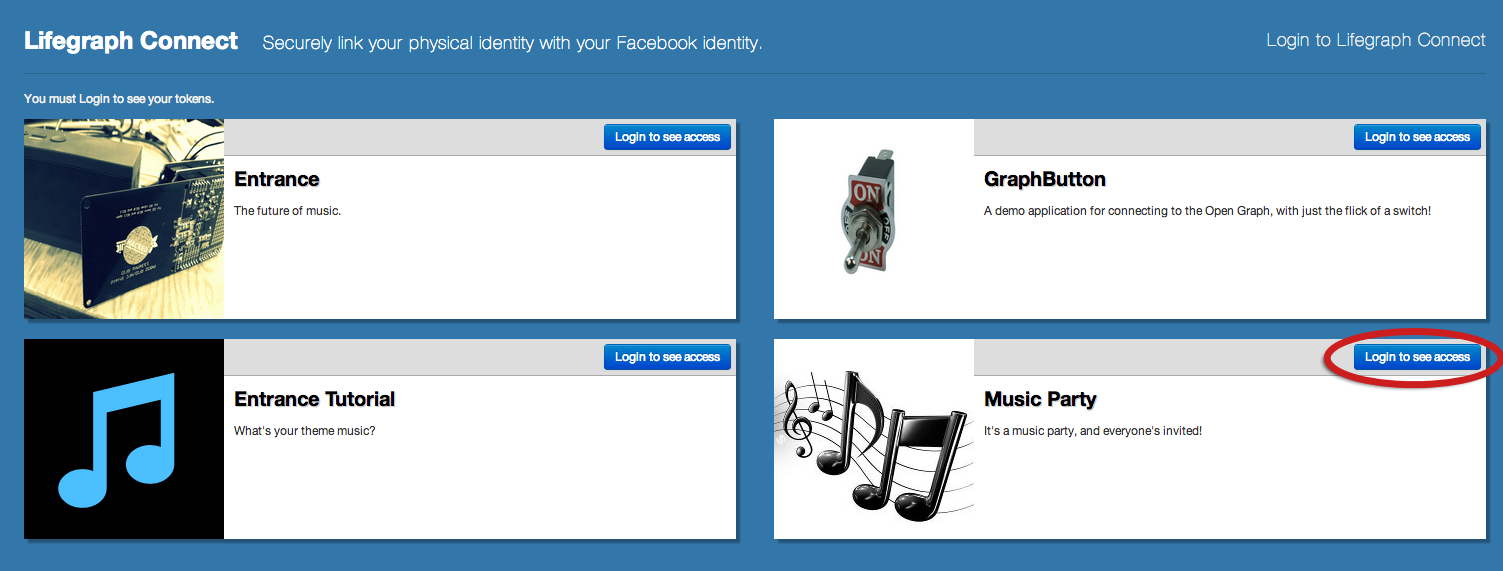 Lifegraph Connect Securely link your physical identity with your Facebook identity. Login to Lifegraph Connect
You must Login to see your tokens.
Login to see access
Entrance
The future of music.
Login to see access
GraphButton
A demo application for connecting to the Open Graph, with just the flick of a switch!
ON
OFF
ON
Login to see access
Entrance Tutorial
What's your theme music?
Login to see access
Music Party
It's a music party, and everyone's invited!